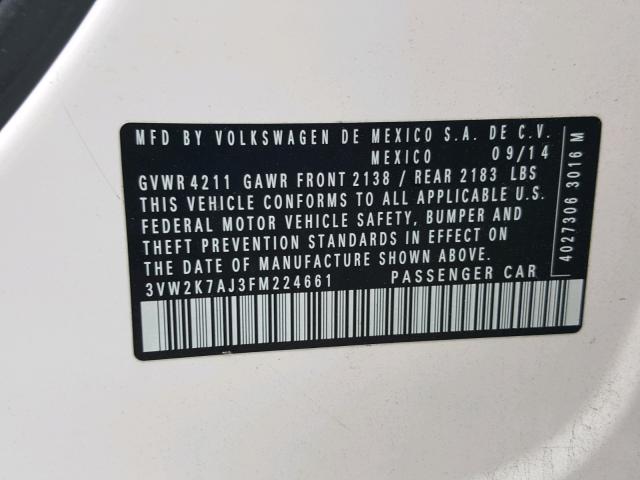 MFD BY VOLKSWAGEN DE MEXICO S.A. DE C.V.
MEXICO 09/14
GVWR 4211 GAWR FRONT 2138 / REAR 2183 LBS
THIS VEHICLE CONFORMS TO ALL APPLICABLE U.S.
FEDERAL MOTOR VEHICLE SAFETY, BUMPER AND
THEFT PREVENTION STANDARDS IN EFFECT ON
THE DATE OF MANUFACTURE SHOWN ABOVE.
3VW2K7AJ3FM224661 PASSENGER CAR
4027306 3016 M